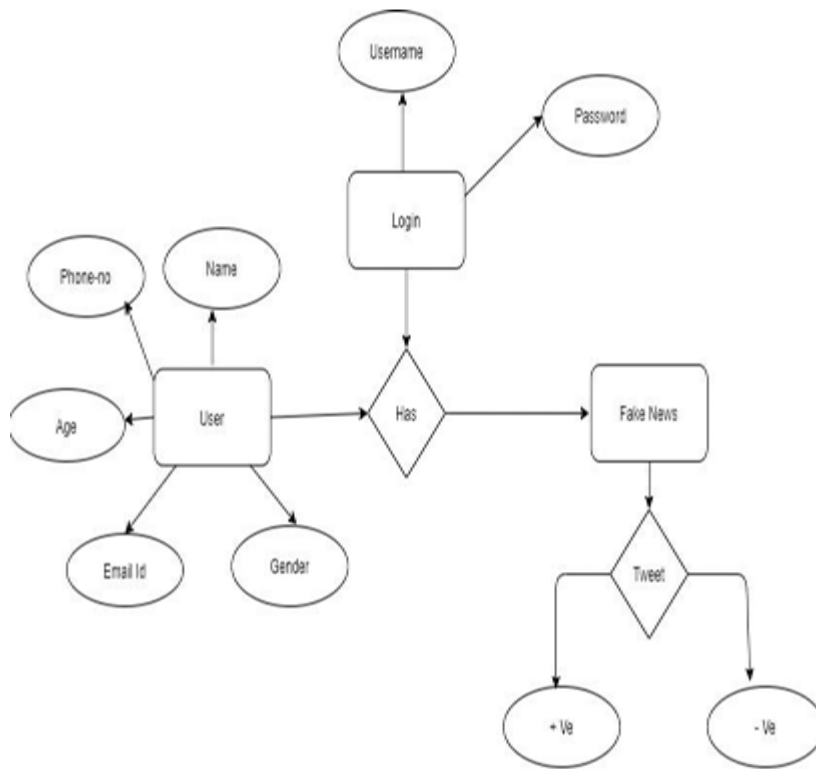 Username
Password
Login
Phone-no
Name
Age
User
Has
Fake News
Email Id
Gender
Tweet
+ Ve
- Ve